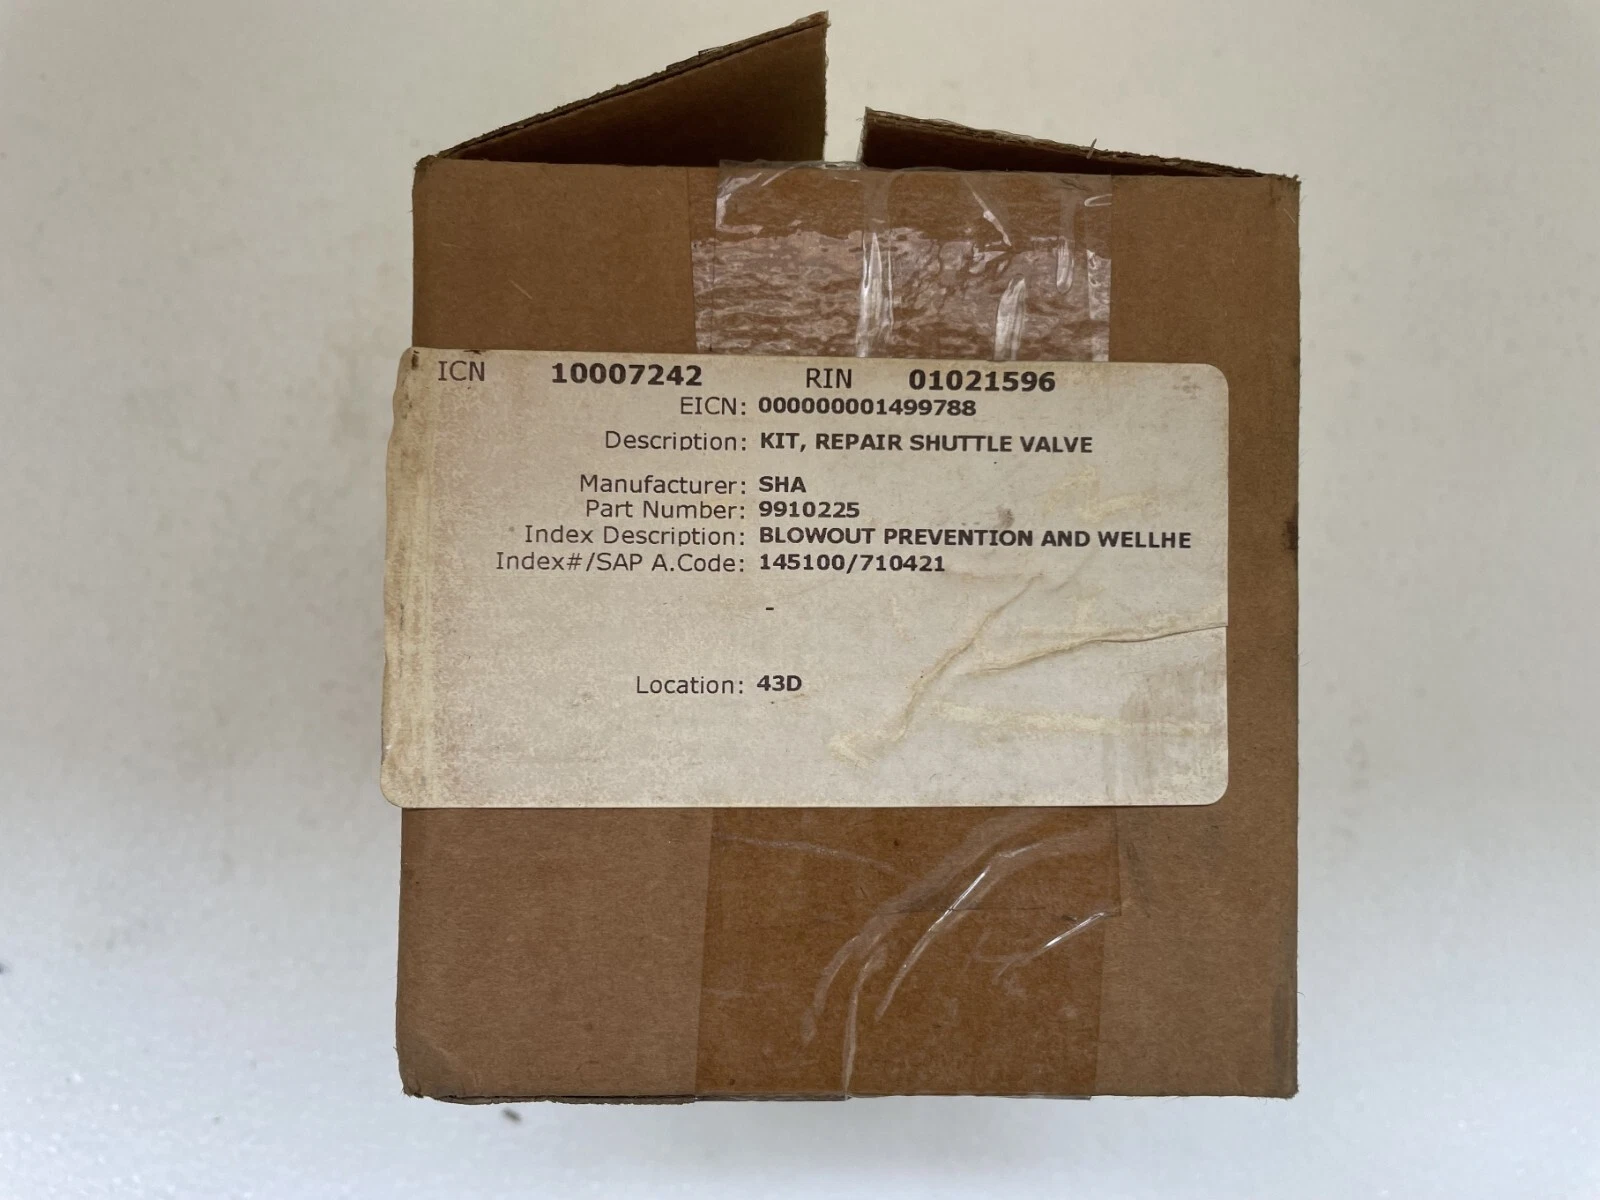 ICN 10007242 RIN 01021596
EICN: 000000001499788
Description: KIT, REPAIR SHUTTLE VALVE
Manufacturer: SHA
Part Number: 9910225
Index Description: BLOWOUT PREVENTION AND WELLHE
Index#/SAP A.Code: 145100/710421
-
Location: 43D